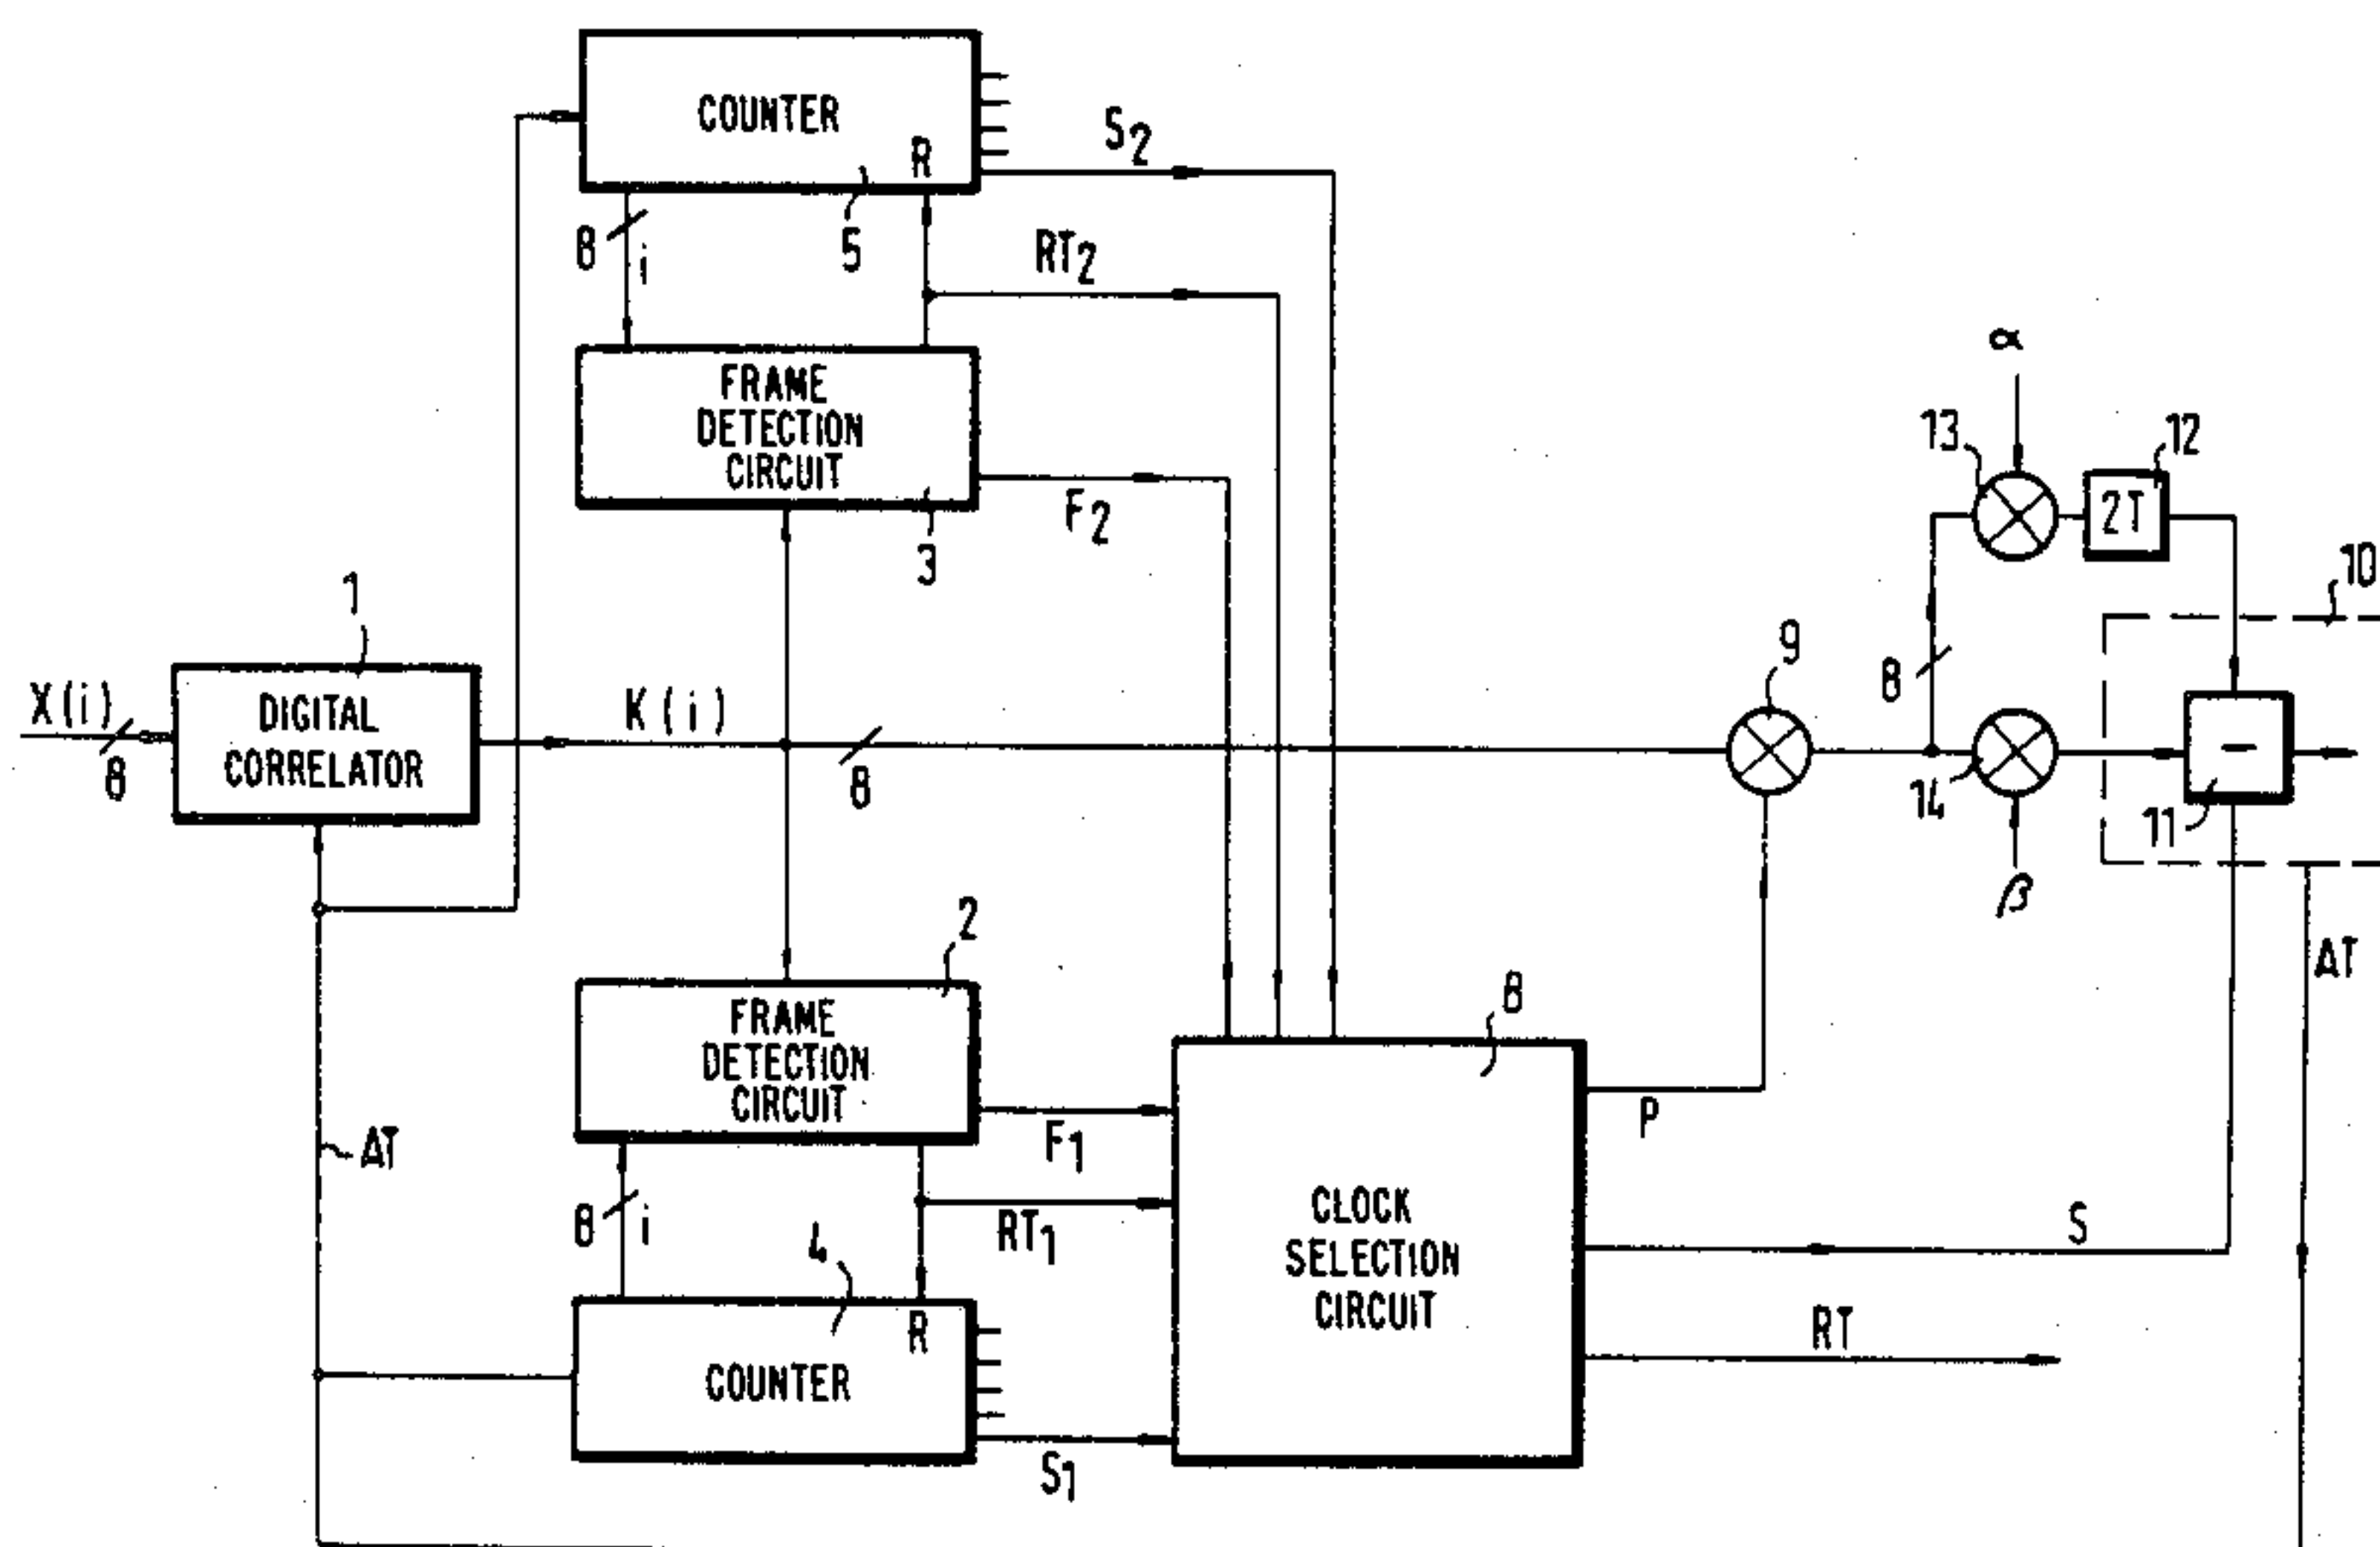 COUNTER
R
S2
8
i
5
RT2
FRAME
DETECTION
CIRCUIT
3
F2
α
13
12
2T
10
1
X(i)
8
DIGITAL
CORRELATOR
K(i)
8
9
8
14
β
11
−
ΔT
2
FRAME
DETECTION
CIRCUIT
F1
8
P
ΔT
8
i
4
RT1
CLOCK
SELECTION
CIRCUIT
S
RT
R
COUNTER
S1